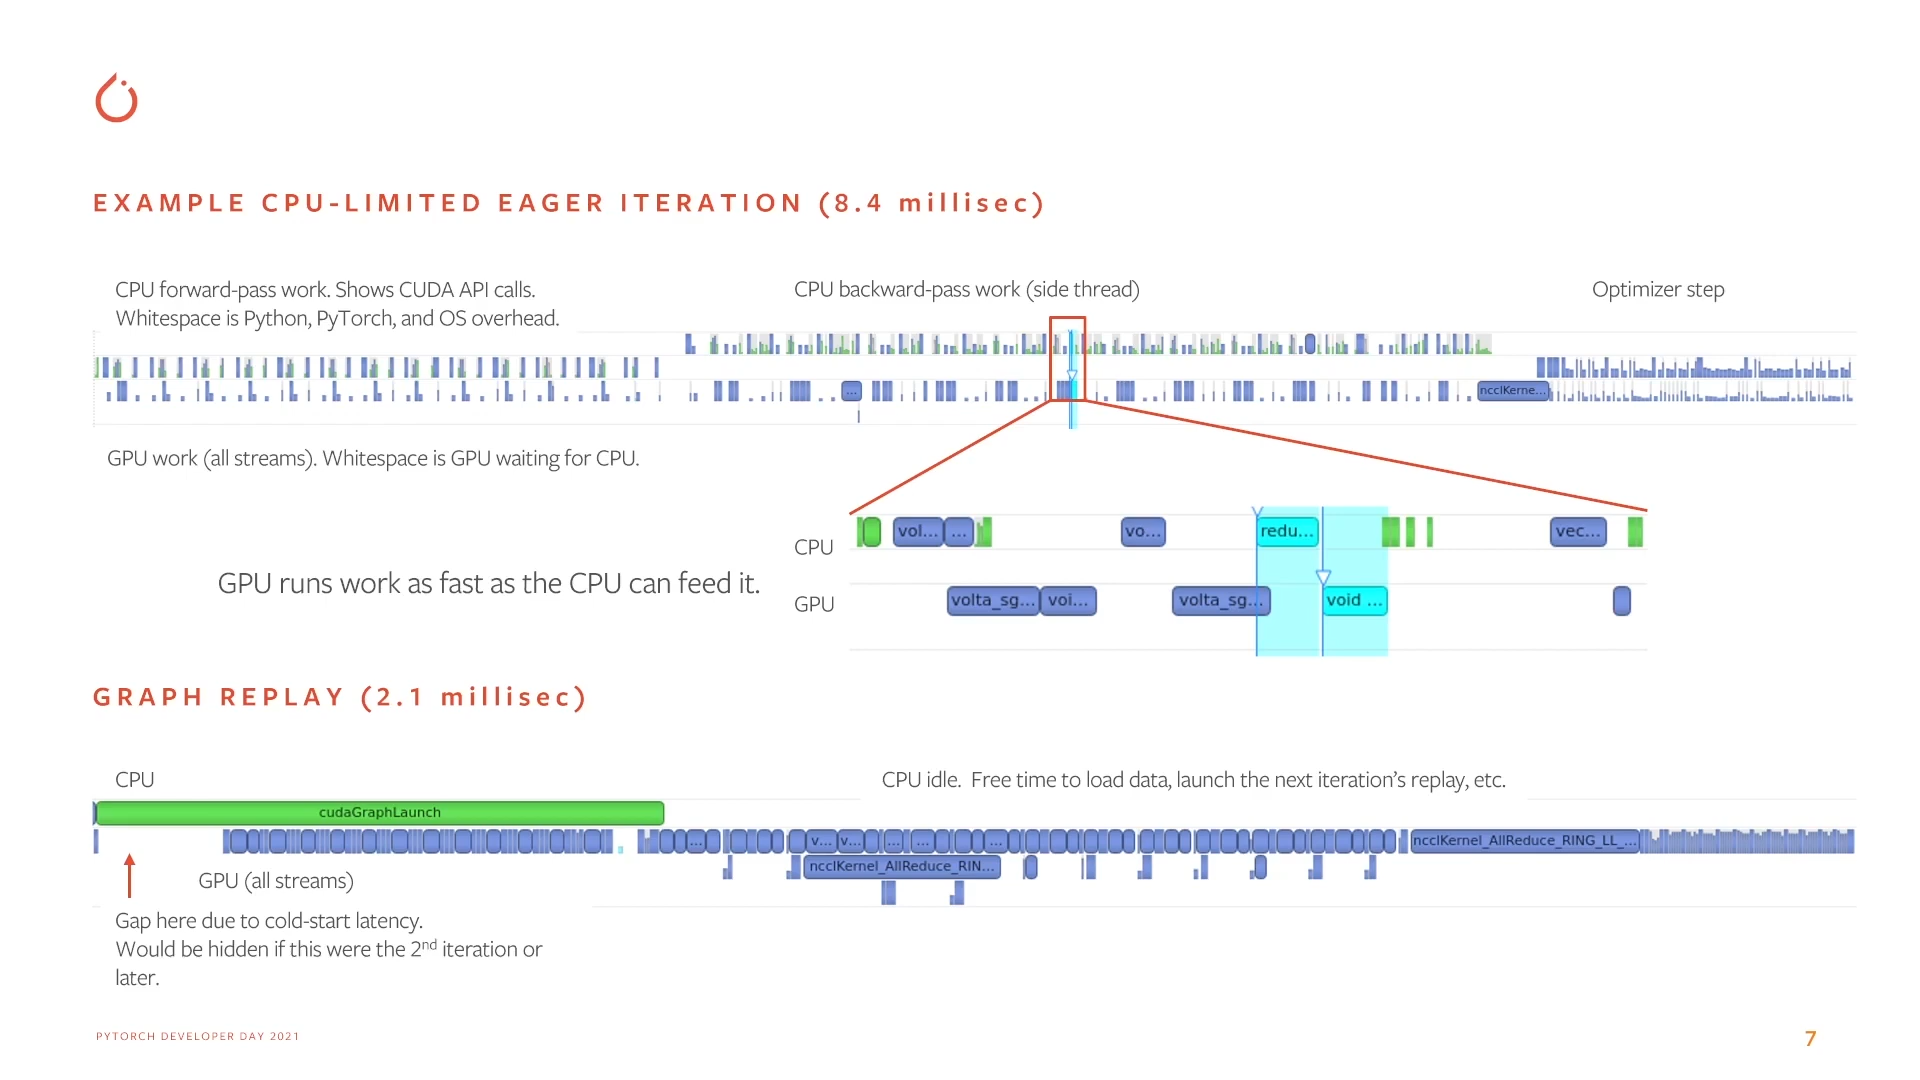 EXAMPLE CPU-LIMITED EAGER ITERATION (8.4 millisec)
CPU forward-pass work. Shows CUDA API calls.
Whitespace is Python, PyTorch, and OS overhead.
CPU backward-pass work (side thread)
Optimizer step
...
ncclKerne...
GPU work (all streams). Whitespace is GPU waiting for CPU.
GPU runs work as fast as the CPU can feed it.
CPU
vol... ... vo... redu... vec...
GPU
volta_sg... voi... volta_sg... void ...
GRAPH REPLAY (2.1 millisec)
CPU
CPU idle. Free time to load data, launch the next iteration's replay, etc.
cudaGraphLaunch
... v... v... ... ... ... ncclKernel_AllReduce_RING_LL_...
ncclKernel_AllReduce_RIN...
GPU (all streams)
Gap here due to cold-start latency.
Would be hidden if this were the 2nd iteration or
later.
PYTORCH DEVELOPER DAY 2021
7